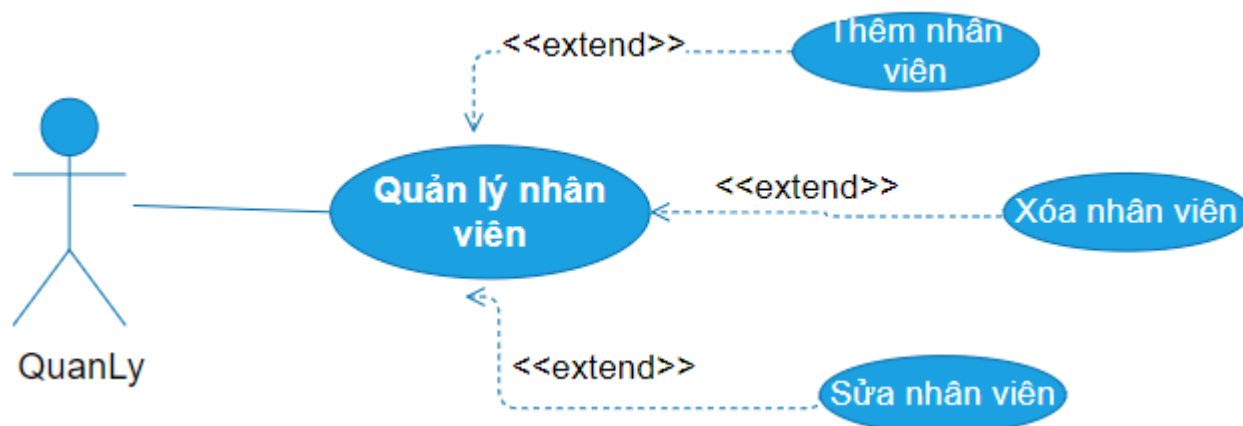 <<extend>>
Thêm nhân
viên
Quản lý nhân
viên
<<extend>>
Xóa nhân viên
QuanLy
<<extend>>
Sửa nhân viên